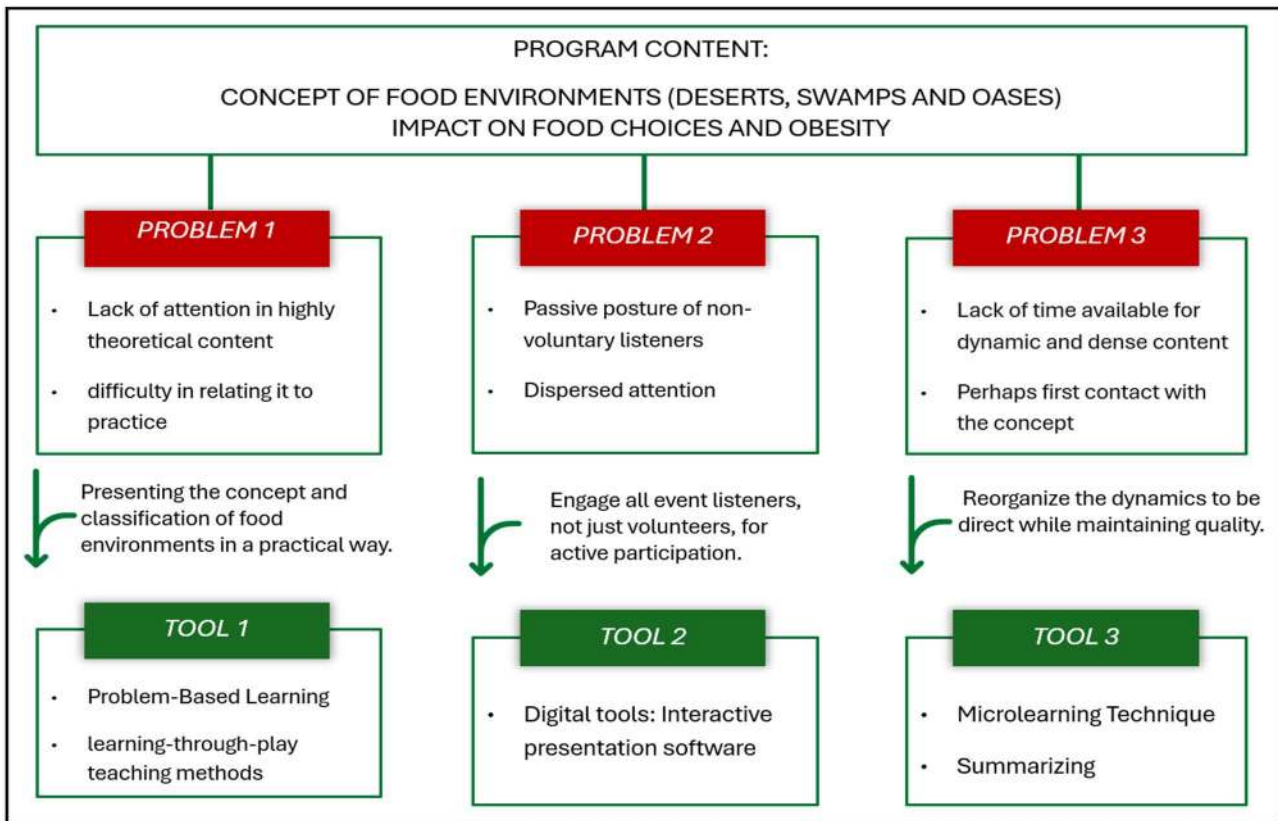 PROGRAM CONTENT:
CONCEPT OF FOOD ENVIRONMENTS (DESERTS, SWAMPS AND OASES)
IMPACT ON FOOD CHOICES AND OBESITY
PROBLEM 1
• Lack of attention in highly
theoretical content
• difficulty in relating it to
practice
Presenting the concept and
classification of food
environments in a practical way.
TOOL 1
• Problem-Based Learning
• learning-through-play
teaching methods
PROBLEM 2
• Passive posture of non-
voluntary listeners
• Dispersed attention
Engage all event listeners,
not just volunteers, for
active participation.
TOOL 2
• Digital tools: Interactive
presentation software
PROBLEM 3
• Lack of time available for
dynamic and dense content
• Perhaps first contact with
the concept
Reorganize the dynamics to be
direct while maintaining quality.
TOOL 3
• Microlearning Technique
• Summarizing